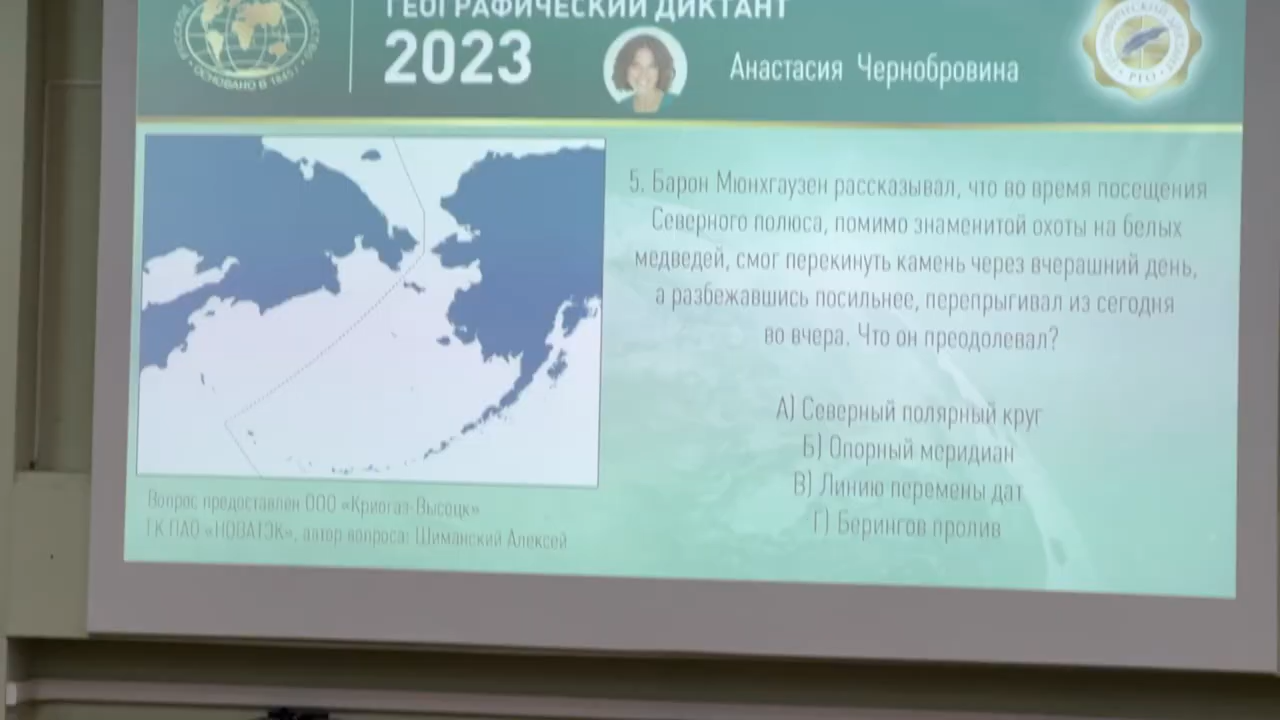 ГЕОГРАФИЧЕСКИЙ ДИКТАНТ
2023
Анастасия Чернобровина
ОСНОВАНО В 1845 Г.
РГО
5. Барон Мюнхгаузен рассказывал, что во время посещения
Северного полюса, помимо знаменитой охоты на белых
медведей, смог перекинуть камень через вчерашний день,
а разбежавшись посильнее, перепрыгивал из сегодня
во вчера. Что он преодолевал?
А) Северный полярный круг
Б) Опорный меридиан
В) Линию перемены дат
Г) Берингов пролив
Вопрос предоставлен ООО «Криогаз-Высоцк»
ГК ПАО «НОВАТЭК», автор вопроса: Шиманский Алексей